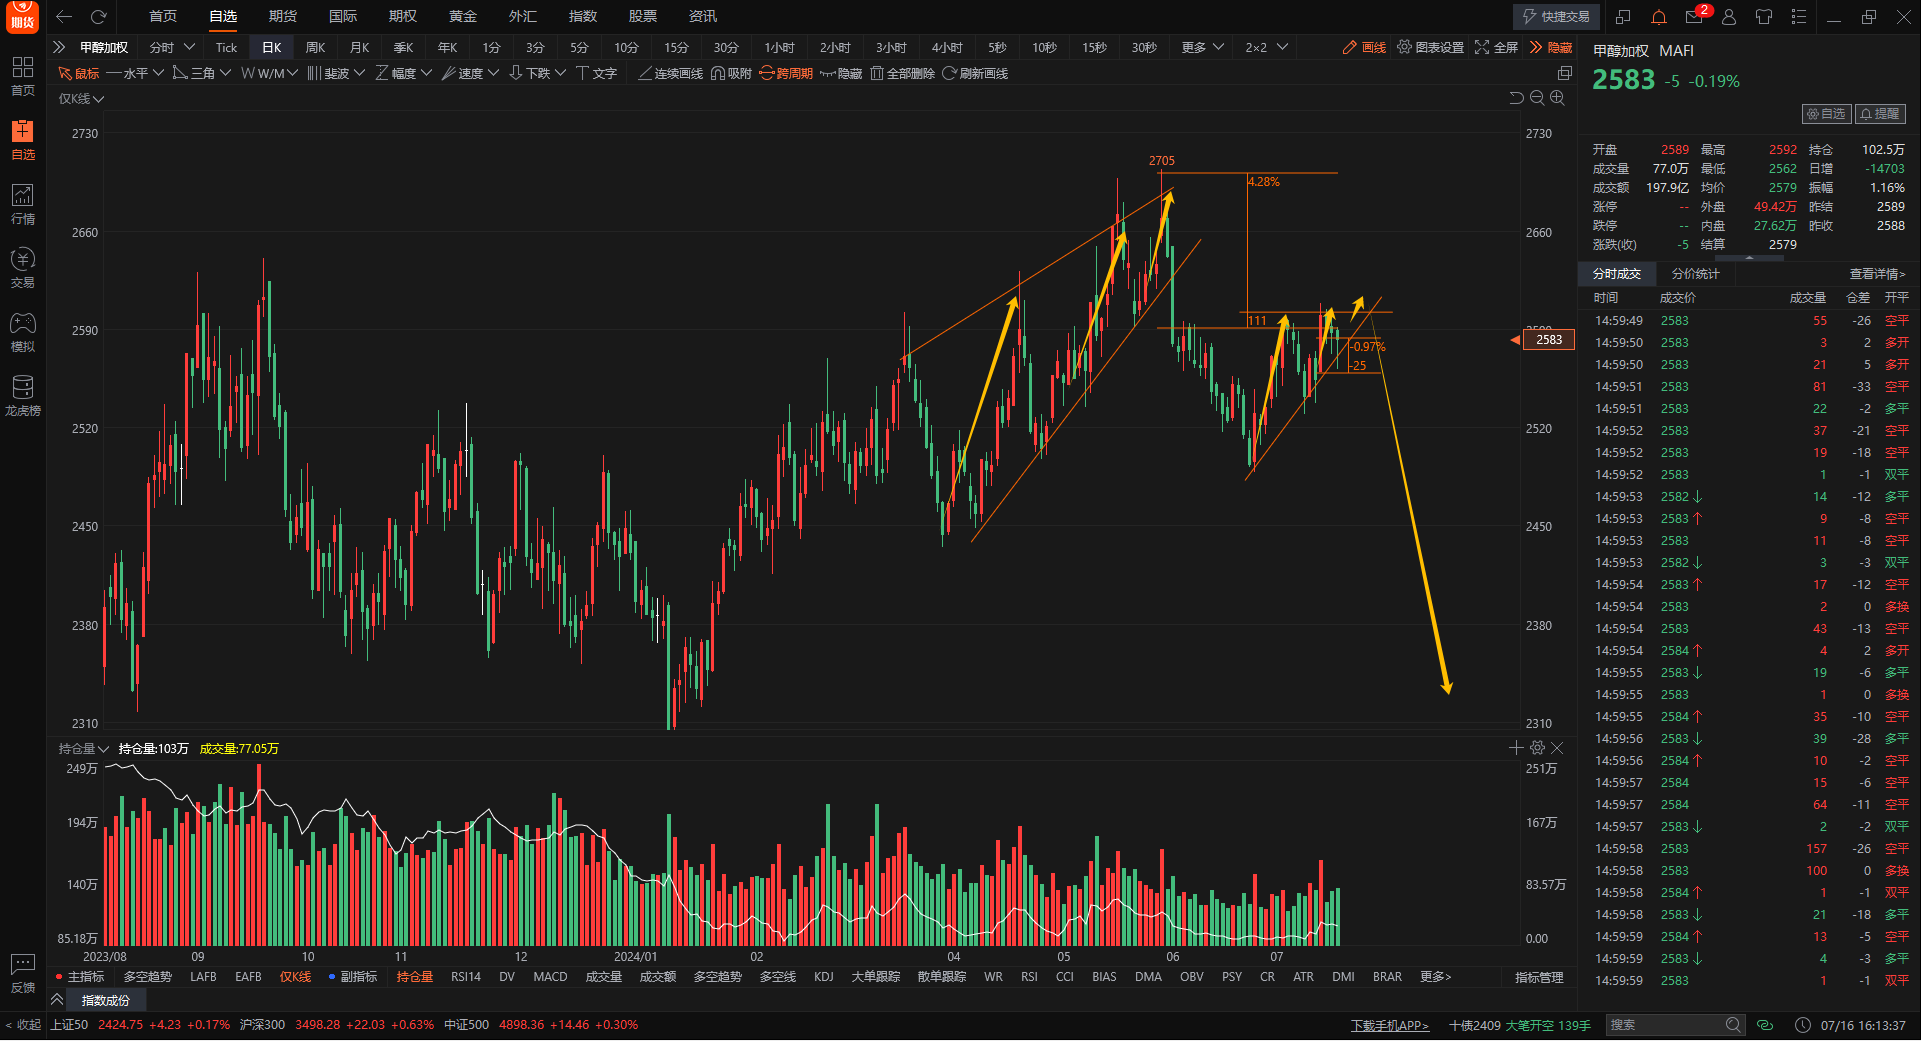 期货 首页 自选 期货 国际 期权 黄金 外汇 指数 股票 资讯 快捷交易 2
甲醇加权 分时 Tick 日K 周K 月K 季K 年K 1分 3分 5分 10分 15分 30分 1小时 2小时 3小时 4小时 5秒 10秒 15秒 30秒 更多 2×2 画线 图表设置 全屏 隐藏
鼠标 水平 三角 W/M 斐波 幅度 速度 下跌 文字 连续画线 吸附 跨周期 隐藏 全部删除 刷新画线
仅K线
首页
自选
行情
交易
模拟
龙虎榜
反馈
< 收起
2730 2730
2660 2660
2590 2590
2520 2520
2450 2450
2380 2380
2310 2310
2705
4.28%
111
-0.97%
-25
2583
持仓量 持仓量:103万 成交量:77.05万
249万 251万
194万 167万
140万 83.57万
85.18万 0.00
2023/08 09 10 11 12 2024/01 02 04 05 06 07
主指标 多空趋势 LAFB EAFB 仅K线 副指标 持仓量 RSI14 DV MACD 成交量 成交额 多空趋势 多空线 KDJ 大单跟踪 散单跟踪 WR RSI CCI BIAS DMA OBV PSY CR ATR DMI BRAR 更多> 指标管理
指数成份
甲醇加权 MAFI
2583 -5 -0.19%
自选 提醒
开盘 2589 最高 2592 持仓 102.5万
成交量 77.0万 最低 2562 日增 -14703
成交额 197.9亿 均价 2579 振幅 1.16%
涨停 -- 外盘 49.42万 昨结 2589
跌停 -- 内盘 27.62万 昨收 2588
涨跌(收) -5 结算 2579
分时成交 分价统计 查看详情>
时间 成交价 成交量 仓差 开平
14:59:49 2583 55 -26 空平
14:59:50 2583 3 2 多开
14:59:50 2583 21 5 多开
14:59:51 2583 81 -33 空平
14:59:51 2583 22 -2 多平
14:59:52 2583 37 -21 空平
14:59:52 2583 19 -18 空平
14:59:52 2583 1 -1 双平
14:59:53 2582↓ 14 -12 多平
14:59:53 2583↑ 9 -8 空平
14:59:53 2583 11 -8 空平
14:59:53 2582↓ 3 -3 双平
14:59:54 2583↑ 17 -12 空平
14:59:54 2583 2 0 多换
14:59:54 2583 43 -13 空平
14:59:54 2584↑ 4 2 多开
14:59:55 2583↓ 19 -6 多平
14:59:55 2583 1 0 多换
14:59:55 2584↑ 35 -10 空平
14:59:56 2583↓ 39 -28 多平
14:59:56 2584↑ 10 -2 空平
14:59:57 2584 15 -6 空平
14:59:57 2584 64 -11 空平
14:59:57 2583↓ 2 -2 双平
14:59:58 2583 157 -26 空平
14:59:58 2583 100 0 多换
14:59:58 2584↑ 1 -1 双平
14:59:58 2583↓ 21 -18 多平
14:59:59 2584↑ 13 -5 空平
14:59:59 2583↓ 4 -3 多平
14:59:59 2583 1 -1 双平
上证50 2424.75 +4.23 +0.17% 沪深300 3498.28 +22.03 +0.63% 中证500 4898.36 +14.46 +0.30% 下载手机APP> 十债2409 大笔开空 139手 搜索 07/16 16:13:37